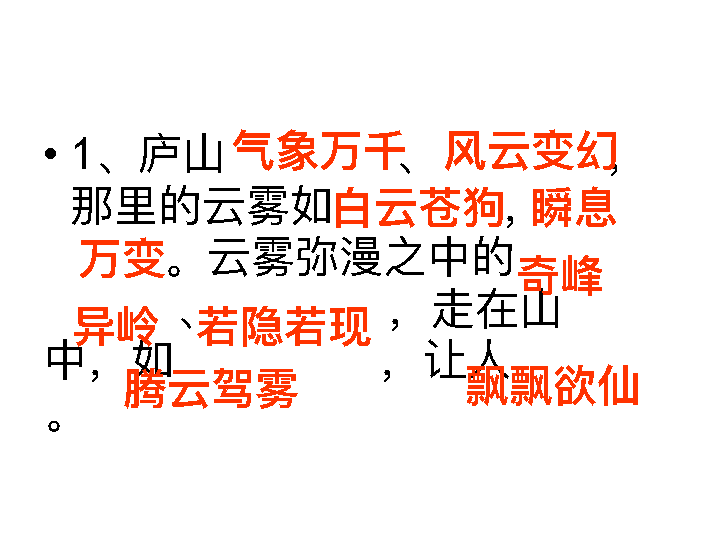 • 1、庐山气象万千、风云变幻,
那里的云雾如白云苍狗，瞬息
万变。云雾弥漫之中的奇峰
异岭、若隐若现，走在山
中，如腾云驾雾，让人飘飘欲仙
。